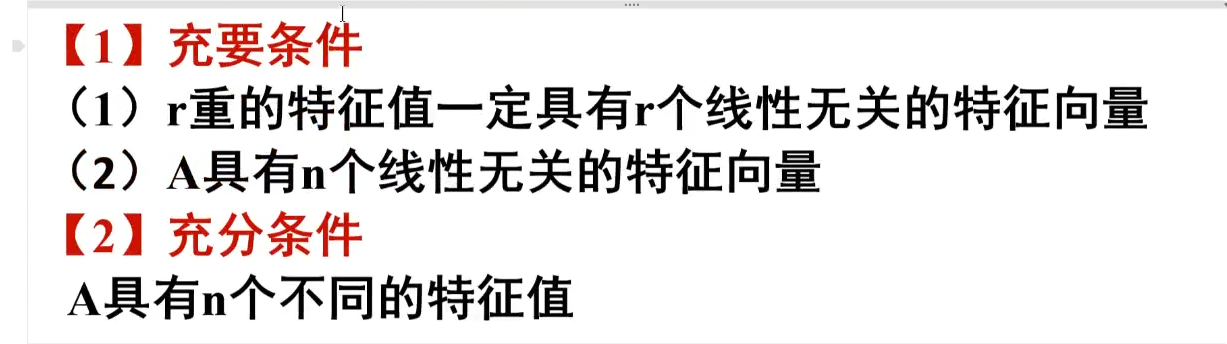 【1】充要条件
（1）r重的特征值一定具有r个线性无关的特征向量
（2）A具有n个线性无关的特征向量
【2】充分条件
A具有n个不同的特征值